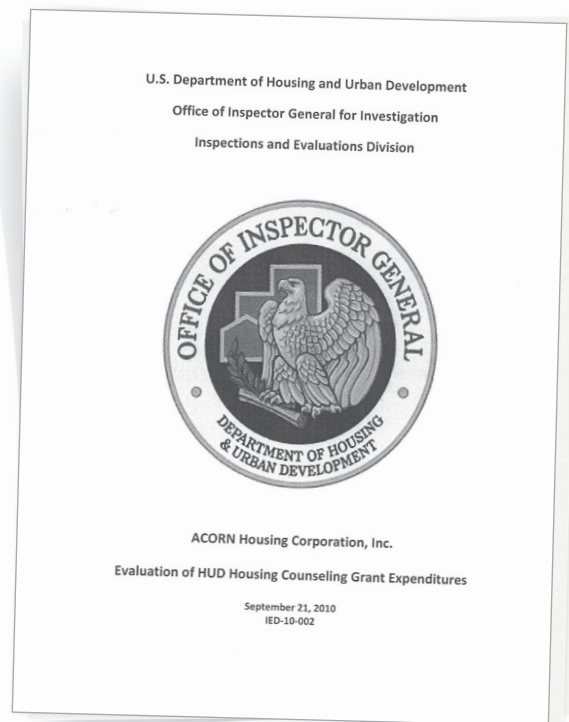 U.S. Department of Housing and Urban Development
Office of Inspector General for Investigation
Inspections and Evaluations Division
OFFICE OF INSPECTOR GENERAL
DEPARTMENT OF HOUSING
& URBAN DEVELOPMENT
ACORN Housing Corporation, Inc.
Evaluation of HUD Housing Counseling Grant Expenditures
September 21, 2010
IED-10-002